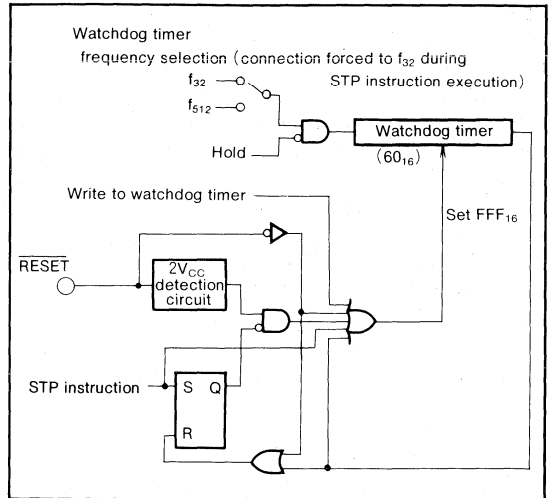 Watchdog timer
frequency selection (connection forced to f32 during
STP instruction execution)
f32
f512
Hold
Watchdog timer
(6016)
Write to watchdog timer
Set FFF16
RESET
2VCC
detection
circuit
STP instruction
S Q
R